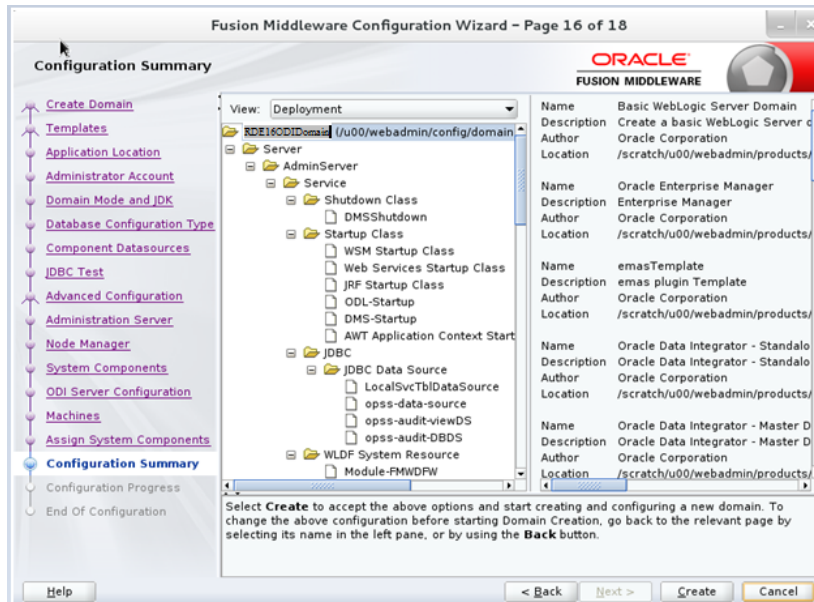 Fusion Middleware Configuration Wizard – Page 16 of 18
Configuration Summary
ORACLE
FUSION MIDDLEWARE
Create Domain
Templates
Application Location
Administrator Account
Domain Mode and JDK
Database Configuration Type
Component Datasources
JDBC Test
Advanced Configuration
Administration Server
Node Manager
System Components
ODI Server Configuration
Machines
Assign System Components
Configuration Summary
Configuration Progress
End Of Configuration
View: Deployment
RDE16ODIDomain (/u00/webadmin/config/domain
Server
AdminServer
Service
Shutdown Class
DMSShutdown
Startup Class
WSM Startup Class
Web Services Startup Class
JRF Startup Class
ODL-Startup
DMS-Startup
AWT Application Context Start
JDBC
JDBC Data Source
LocalSvcTblDataSource
opss-data-source
opss-audit-viewDS
opss-audit-DBDS
WLDF System Resource
Module-FMWDFW
Name Basic WebLogic Server Domain
Description Create a basic WebLogic Server d
Author Oracle Corporation
Location /scratch/u00/webadmin/products/
Name Oracle Enterprise Manager
Description Enterprise Manager
Author Oracle Corporation
Location /scratch/u00/webadmin/products/
Name emasTemplate
Description emas plugin Template
Author Oracle Corporation
Location /scratch/u00/webadmin/products/
Name Oracle Data Integrator - Standalo
Description Oracle Data Integrator - Standalo
Author Oracle Corporation
Location /scratch/u00/webadmin/products/
Name Oracle Data Integrator - Master D
Description Oracle Data Integrator - Master D
Author Oracle Corporation
Location /scratch/u00/webadmin/products/
Select Create to accept the above options and start creating and configuring a new domain. To
change the above configuration before starting Domain Creation, go back to the relevant page by
selecting its name in the left pane, or by using the Back button.
Help
< Back
Next >
Create
Cancel